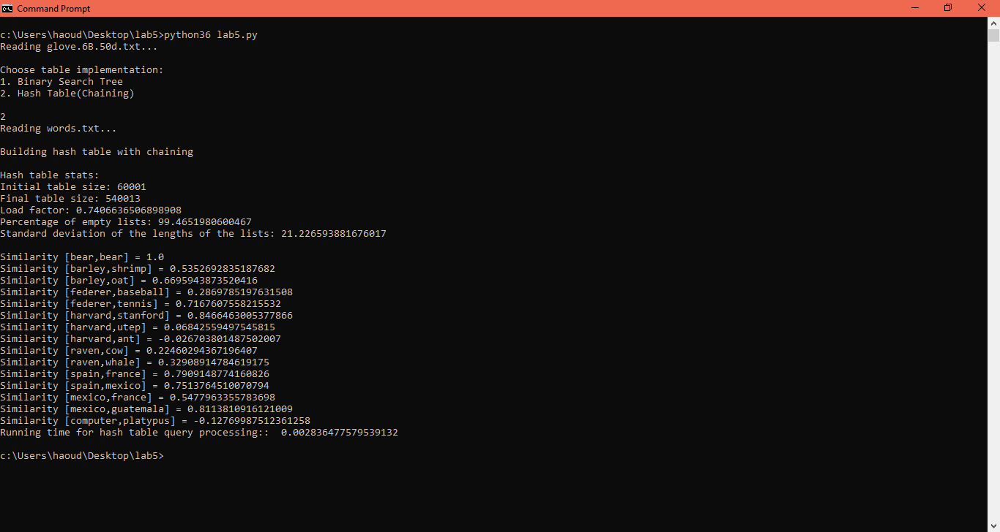 Command Prompt
c:\Users\haoud\Desktop\lab5>python36 lab5.py
Reading glove.6B.50d.txt...
Choose table implementation:
1. Binary Search Tree
2. Hash Table(Chaining)
2
Reading words.txt...
Building hash table with chaining
Hash table stats:
Initial table size: 60001
Final table size: 540013
Load factor: 0.7406636506898908
Percentage of empty lists: 99.4651980600467
Standard deviation of the lengths of the lists: 21.226593881676017
Similarity [bear,bear] = 1.0
Similarity [barley,shrimp] = 0.5352692835187682
Similarity [barley,oat] = 0.6695943873520416
Similarity [federer,baseball] = 0.2869785197631508
Similarity [federer,tennis] = 0.7167607558215532
Similarity [harvard,stanford] = 0.8466463005377866
Similarity [harvard,utep] = 0.06842559497545815
Similarity [harvard,ant] = -0.026703801487502007
Similarity [raven,cow] = 0.22460294367196407
Similarity [raven,whale] = 0.32908914784619175
Similarity [spain,france] = 0.7909148774160826
Similarity [spain,mexico] = 0.7513764510070794
Similarity [mexico,france] = 0.5477963355783698
Similarity [mexico,guatemala] = 0.8113810916121009
Similarity [computer,platypus] = -0.12769987512361258
Running time for hash table query processing::  0.002836477579539132
c:\Users\haoud\Desktop\lab5>